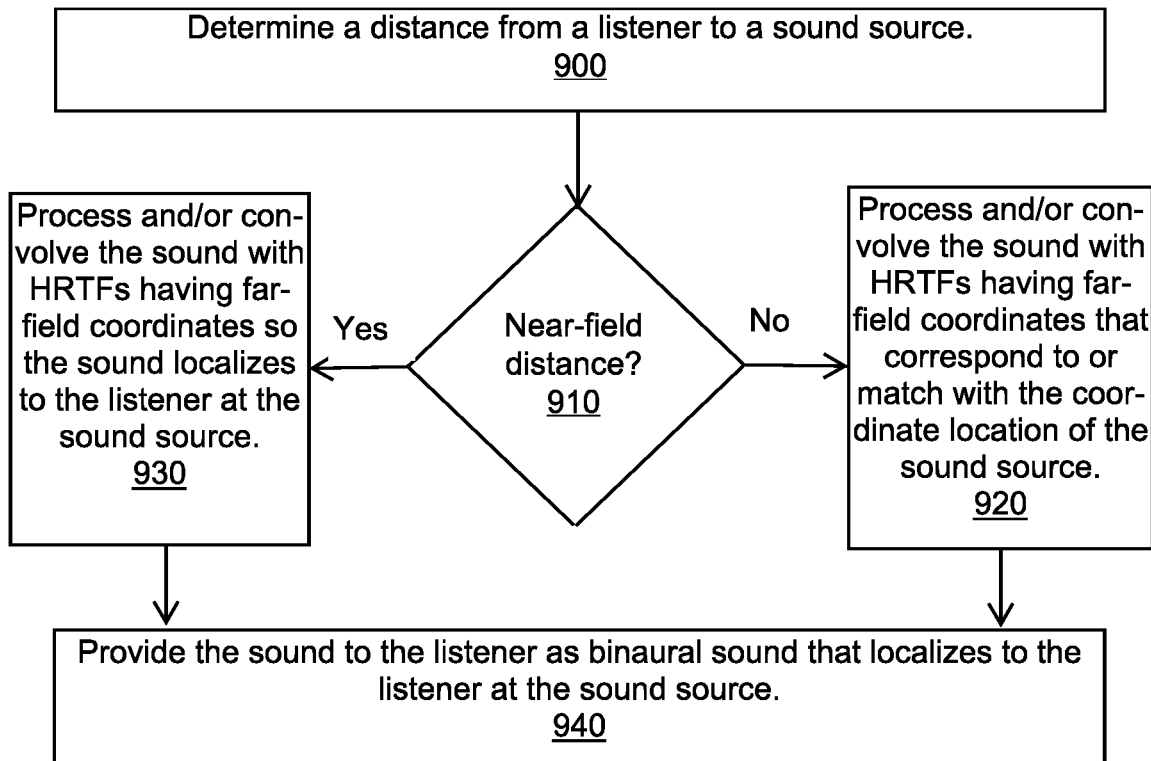 Determine a distance from a listener to a sound source.
900
Process and/or con-
volve the sound with
HRTFs having far-
field coordinates so
the sound localizes
to the listener at the
sound source.
930
Yes
Near-field
distance?
910
No
Process and/or con-
volve the sound with
HRTFs having far-
field coordinates that
correspond to or
match with the coor-
dinate location of the
sound source.
920
Provide the sound to the listener as binaural sound that localizes to the
listener at the sound source.
940